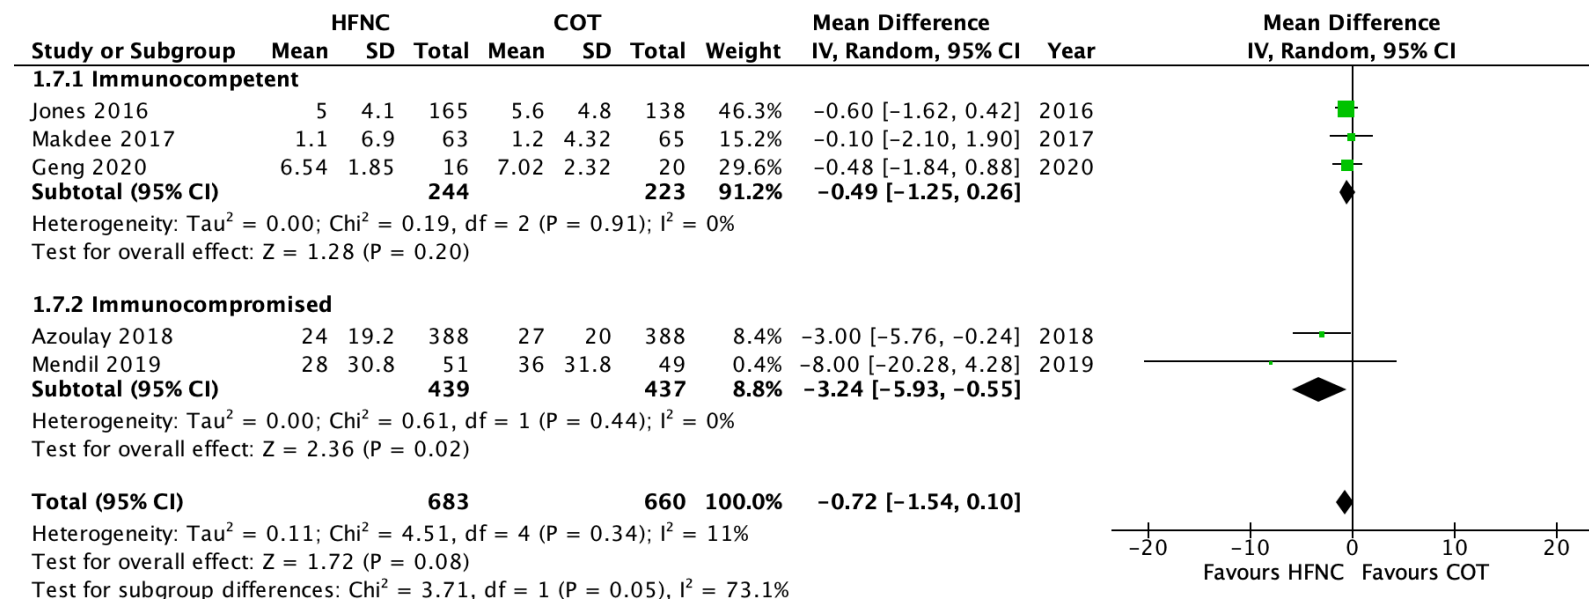 HFNC COT Mean Difference Mean Difference
Study or Subgroup Mean SD Total Mean SD Total Weight IV, Random, 95% CI Year IV, Random, 95% CI
1.7.1 Immunocompetent
Jones 2016 5 4.1 165 5.6 4.8 138 46.3% −0.60 [−1.62, 0.42] 2016
Makdee 2017 1.1 6.9 63 1.2 4.32 65 15.2% −0.10 [−2.10, 1.90] 2017
Geng 2020 6.54 1.85 16 7.02 2.32 20 29.6% −0.48 [−1.84, 0.88] 2020
Subtotal (95% CI) 244 223 91.2% −0.49 [−1.25, 0.26]
Heterogeneity: Tau² = 0.00; Chi² = 0.19, df = 2 (P = 0.91); I² = 0%
Test for overall effect: Z = 1.28 (P = 0.20)
1.7.2 Immunocompromised
Azoulay 2018 24 19.2 388 27 20 388 8.4% −3.00 [−5.76, −0.24] 2018
Mendil 2019 28 30.8 51 36 31.8 49 0.4% −8.00 [−20.28, 4.28] 2019
Subtotal (95% CI) 439 437 8.8% −3.24 [−5.93, −0.55]
Heterogeneity: Tau² = 0.00; Chi² = 0.61, df = 1 (P = 0.44); I² = 0%
Test for overall effect: Z = 2.36 (P = 0.02)
Total (95% CI) 683 660 100.0% −0.72 [−1.54, 0.10]
Heterogeneity: Tau² = 0.11; Chi² = 4.51, df = 4 (P = 0.34); I² = 11%
Test for overall effect: Z = 1.72 (P = 0.08)
Test for subgroup differences: Chi² = 3.71, df = 1 (P = 0.05), I² = 73.1%
−20 −10 0 10 20
Favours HFNC Favours COT